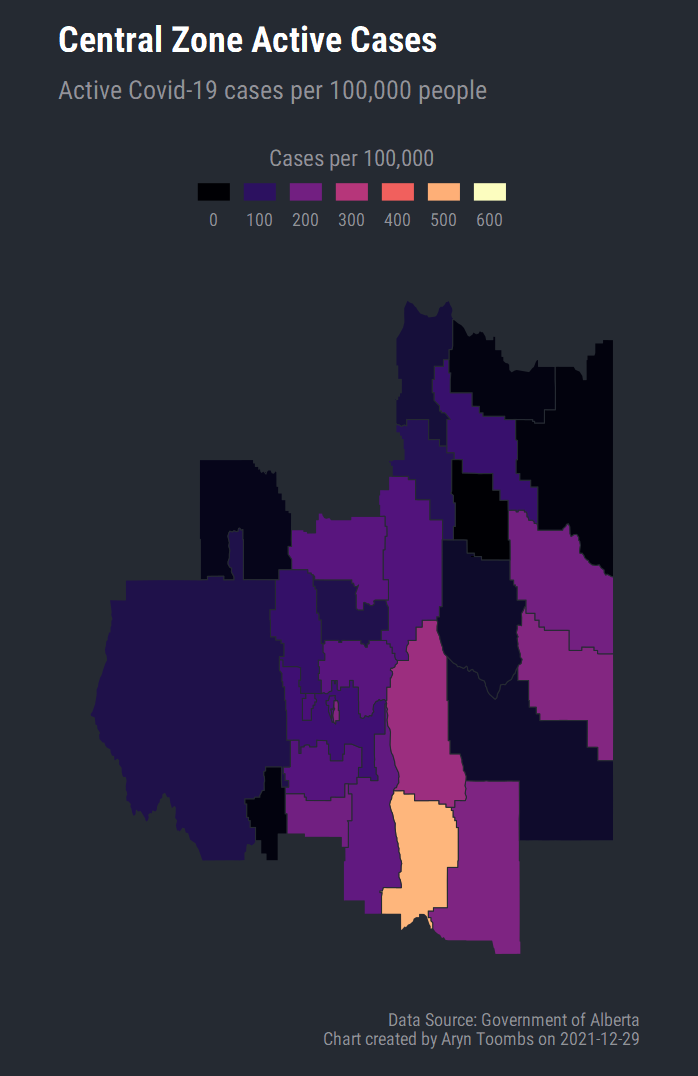 Central Zone Active Cases
Active Covid-19 cases per 100,000 people
Cases per 100,000
0 100 200 300 400 500 600
Data Source: Government of Alberta
Chart created by Aryn Toombs on 2021-12-29